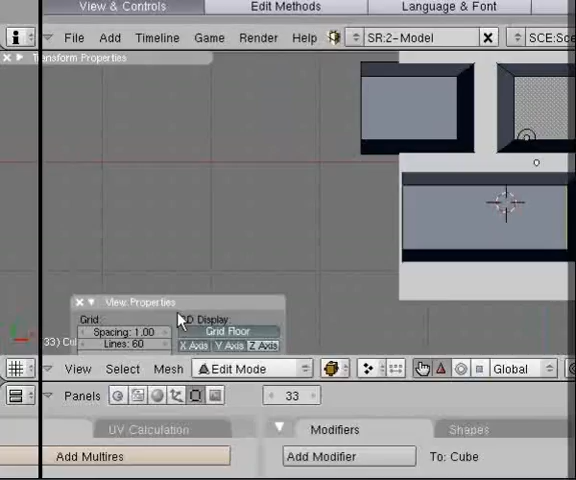 View & Controls Edit Methods Language & Font
File Add Timeline Game Render Help SR:2-Model SCE:Sce
Transform Properties
View Properties
Grid: 3D Display:
Spacing: 1.00 Grid Floor
Lines: 60 X Axis Y Axis Z Axis
33) Cu
View Select Mesh Edit Mode Global
Panels 33
UV Calculation Modifiers Shapes
Add Multires Add Modifier To: Cube